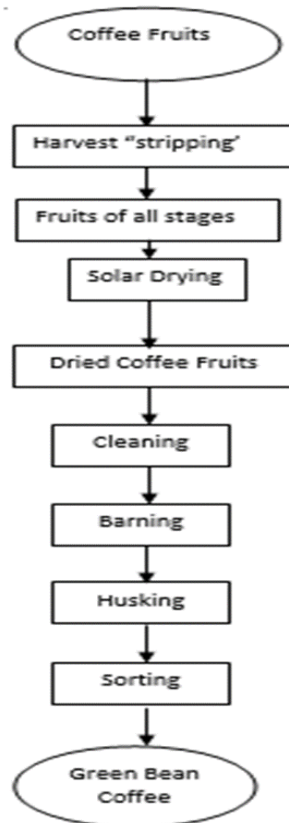 Coffee Fruits
Harvest “stripping’
Fruits of all stages
Solar Drying
Dried Coffee Fruits
Cleaning
Barning
Husking
Sorting
Green Bean
Coffee